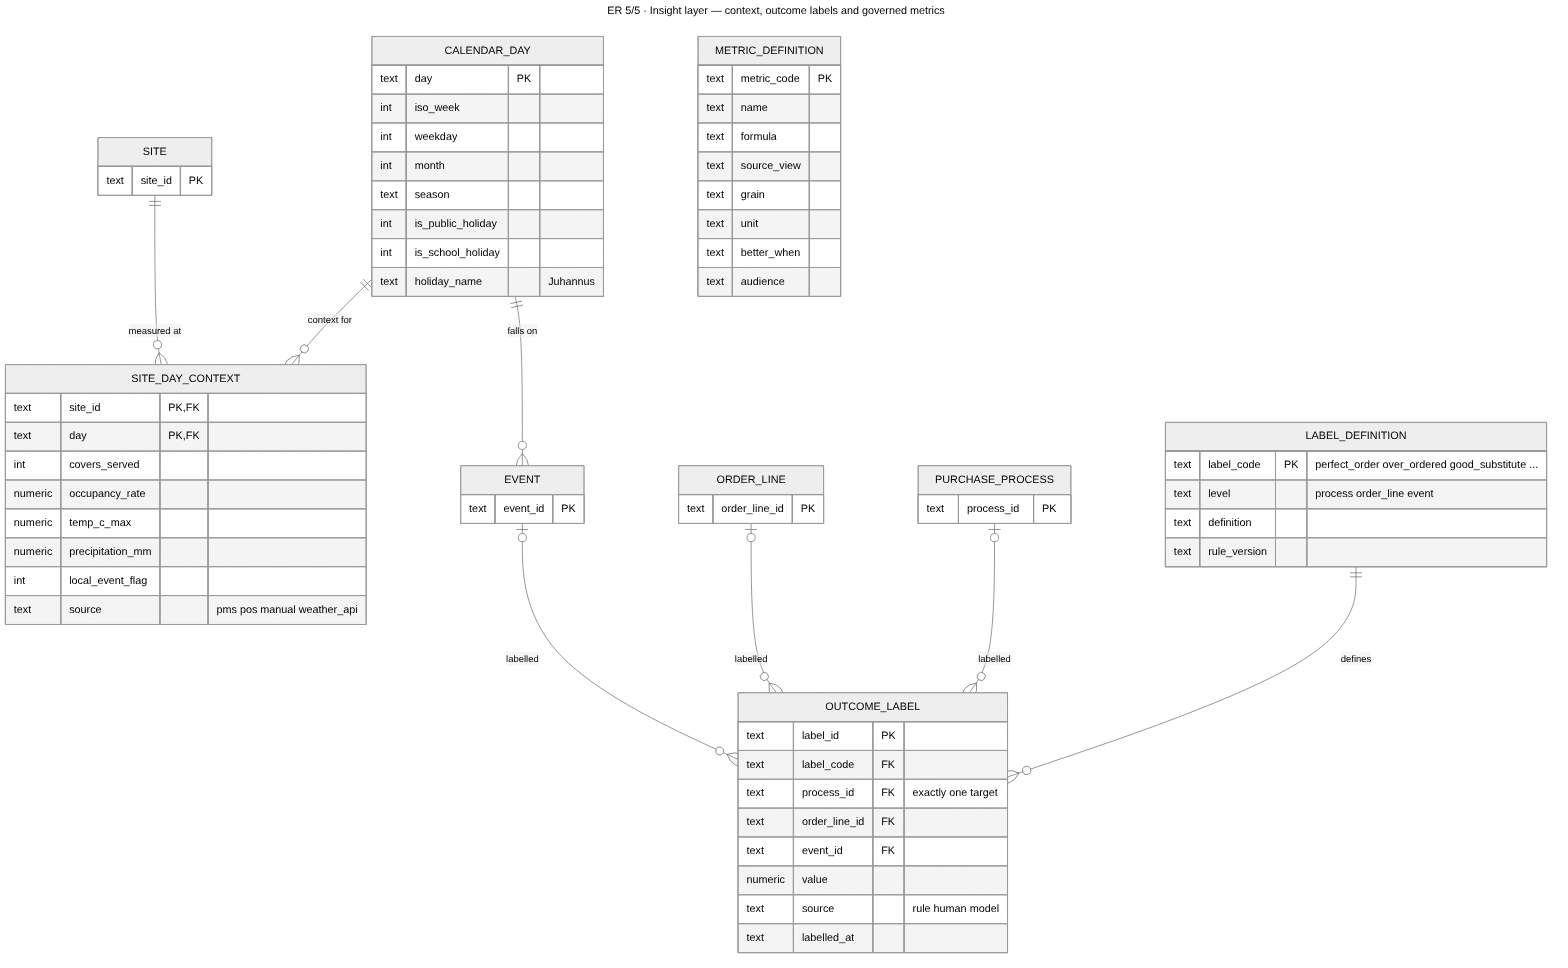 ER 5/5 · Insight layer — context, outcome labels and governed metrics
CALENDAR_DAY
text day PK
int iso_week
int weekday
int month
text season
int is_public_holiday
int is_school_holiday
text holiday_name Juhannus
METRIC_DEFINITION
text metric_code PK
text name
text formula
text source_view
text grain
text unit
text better_when
text audience
SITE
text site_id PK
measured at
context for
falls on
SITE_DAY_CONTEXT
text site_id PK,FK
text day PK,FK
int covers_served
numeric occupancy_rate
numeric temp_c_max
numeric precipitation_mm
int local_event_flag
text source pms pos manual weather_api
EVENT
text event_id PK
ORDER_LINE
text order_line_id PK
PURCHASE_PROCESS
text process_id PK
LABEL_DEFINITION
text label_code PK perfect_order over_ordered good_substitute ...
text level process order_line event
text definition
text rule_version
labelled
labelled
labelled
defines
OUTCOME_LABEL
text label_id PK
text label_code FK
text process_id FK exactly one target
text order_line_id FK
text event_id FK
numeric value
text source rule human model
text labelled_at